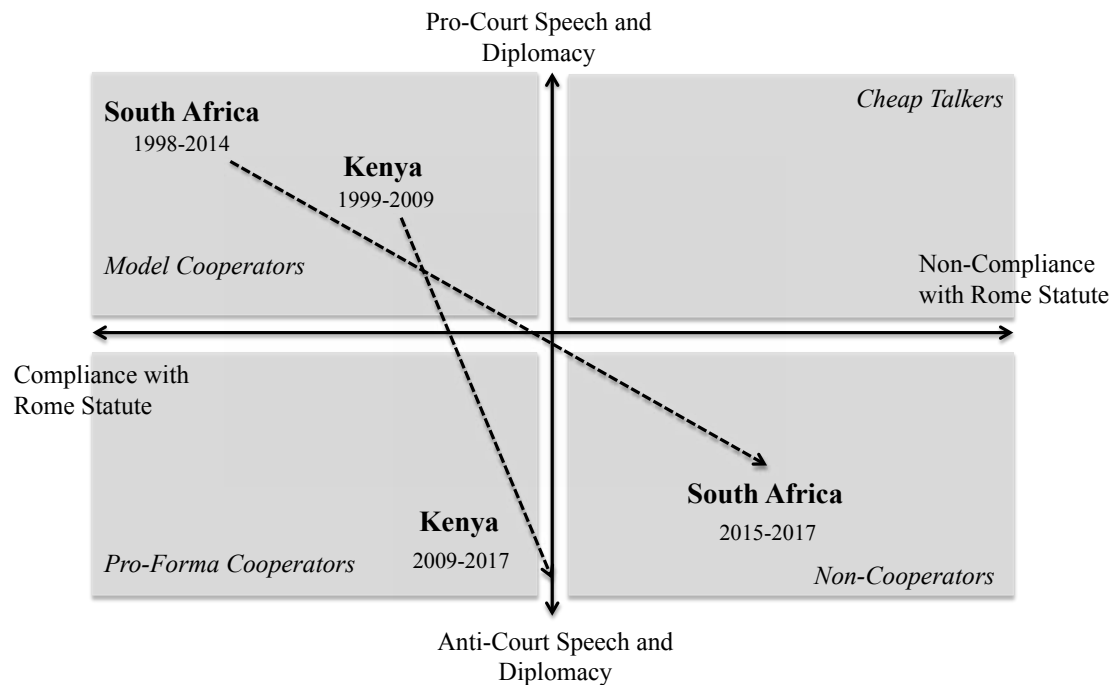 Pro-Court Speech and
Diplomacy
Cheap Talkers
South Africa
1998-2014
Kenya
1999-2009
Model Cooperators
Non-Compliance
with Rome Statute
Compliance with
Rome Statute
South Africa
2015-2017
Kenya
2009-2017
Pro-Forma Cooperators
Non-Cooperators
Anti-Court Speech and
Diplomacy